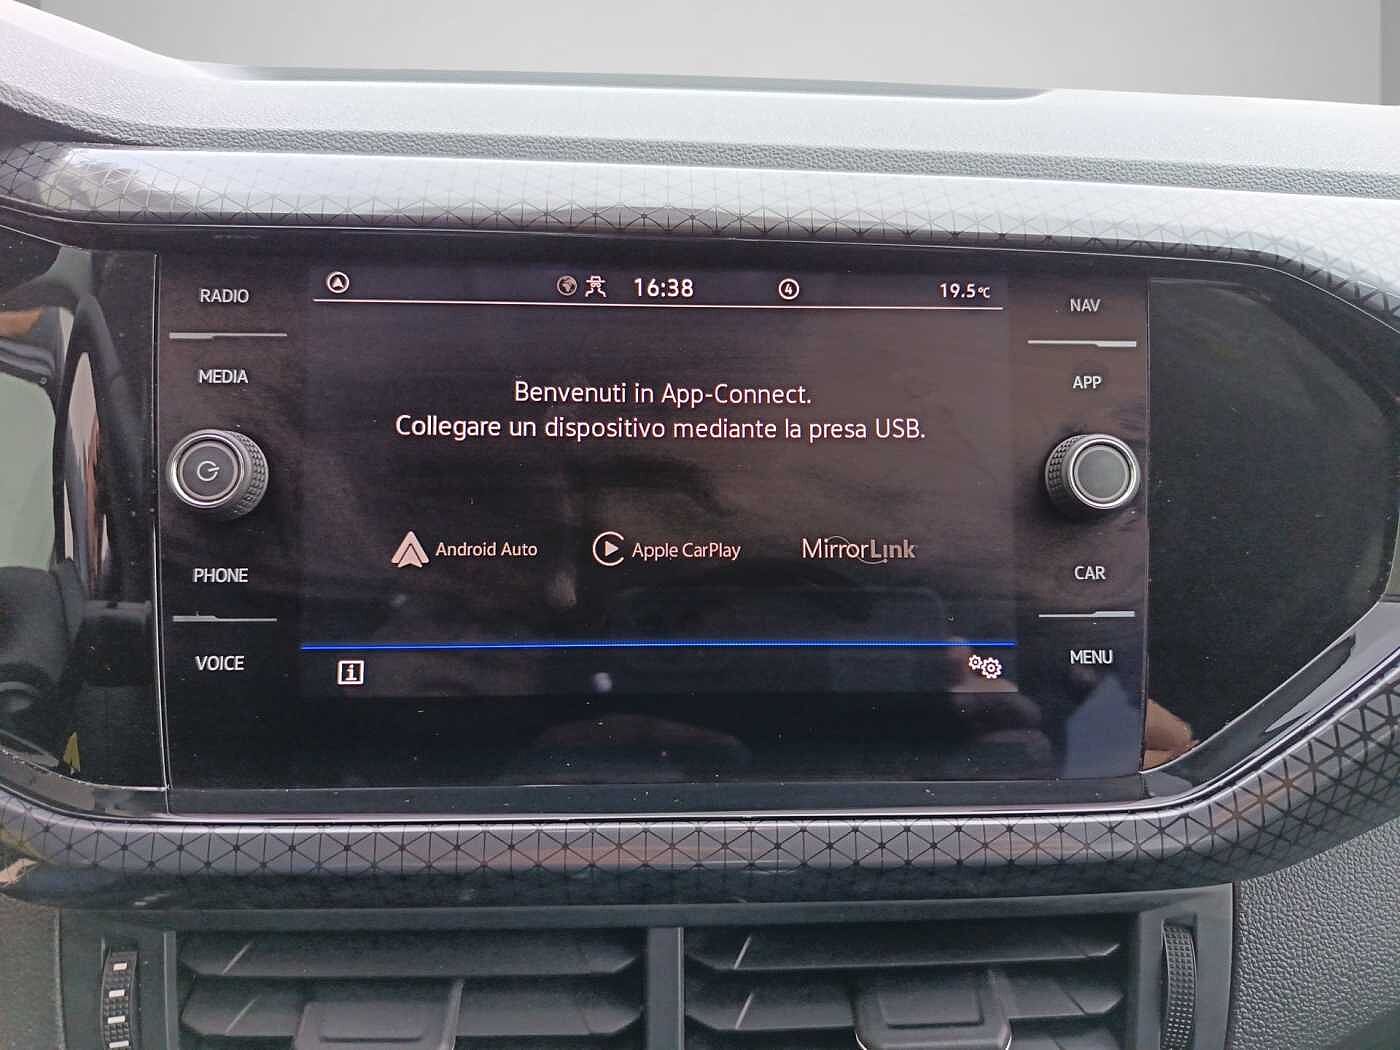 RADIO
MEDIA
PHONE
VOICE
16:38
4
19.5°C
Benvenuti in App-Connect.
Collegare un dispositivo mediante la presa USB.
Android Auto
Apple CarPlay
MirrorLink
i
NAV
APP
CAR
MENU